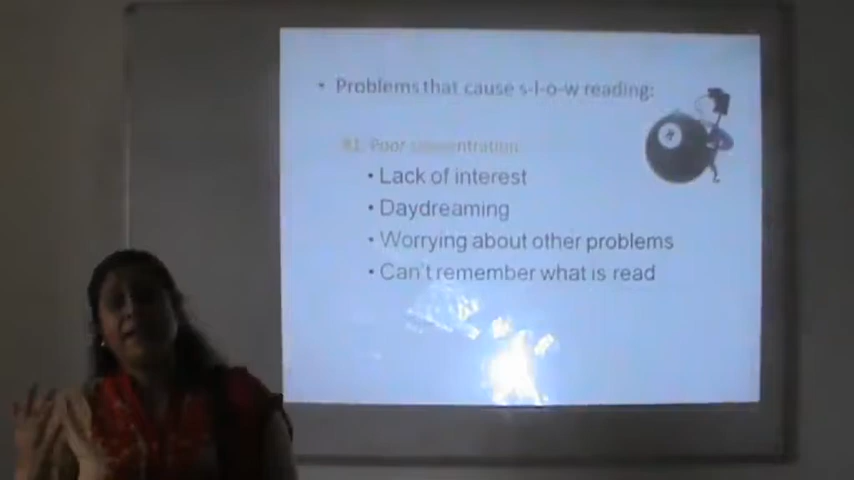 • Problems that cause s-l-o-w reading:
#1. Poor concentration
• Lack of interest
• Daydreaming
• Worrying about other problems
• Can't remember what is read